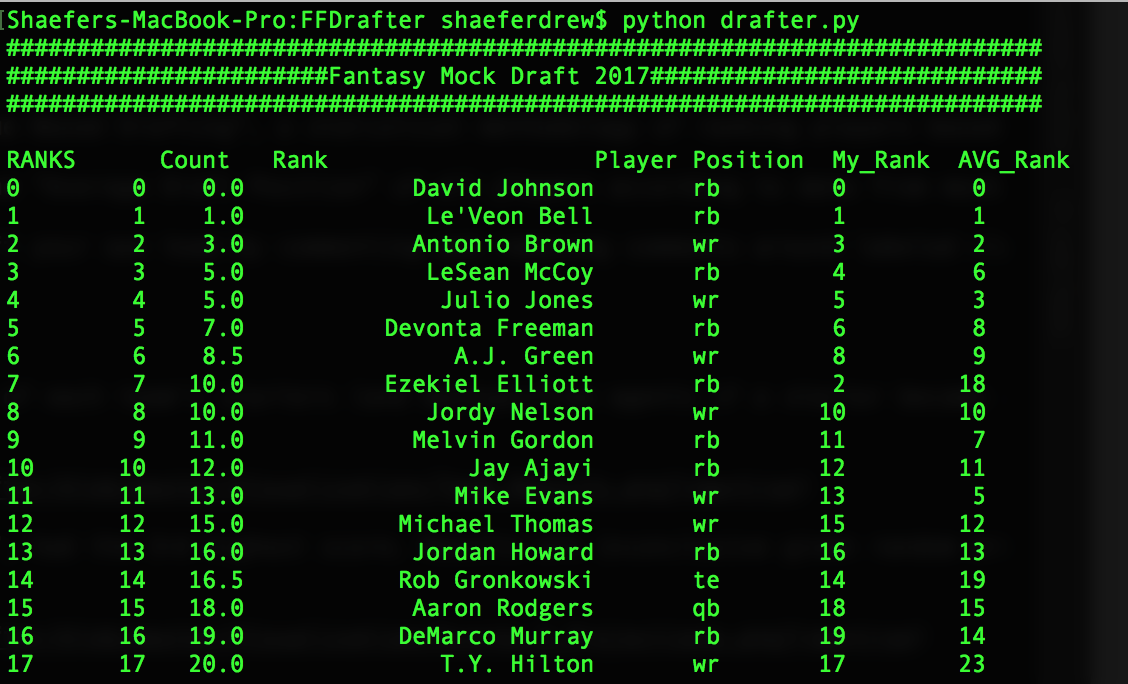 Shaefers-MacBook-Pro:FFDrafter shaeferdrew$ python drafter.py
##########################################################################
#######################Fantasy Mock Draft 2017############################
##########################################################################
RANKS Count Rank Player Position My_Rank AVG_Rank
0 0 0.0 David Johnson rb 0 0
1 1 1.0 Le'Veon Bell rb 1 1
2 2 3.0 Antonio Brown wr 3 2
3 3 5.0 LeSean McCoy rb 4 6
4 4 5.0 Julio Jones wr 5 3
5 5 7.0 Devonta Freeman rb 6 8
6 6 8.5 A.J. Green wr 8 9
7 7 10.0 Ezekiel Elliott rb 2 18
8 8 10.0 Jordy Nelson wr 10 10
9 9 11.0 Melvin Gordon rb 11 7
10 10 12.0 Jay Ajayi rb 12 11
11 11 13.0 Mike Evans wr 13 5
12 12 15.0 Michael Thomas wr 15 12
13 13 16.0 Jordan Howard rb 16 13
14 14 16.5 Rob Gronkowski te 14 19
15 15 18.0 Aaron Rodgers qb 18 15
16 16 19.0 DeMarco Murray rb 19 14
17 17 20.0 T.Y. Hilton wr 17 23